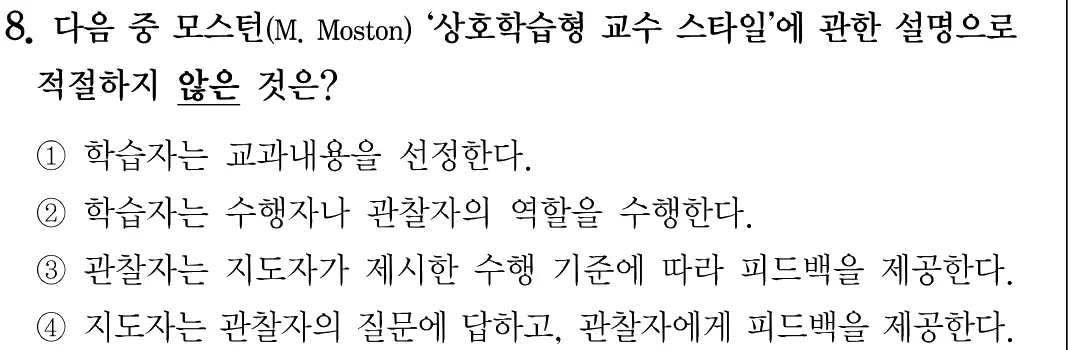 8. 다음 중 모스턴(M. Moston) ‘상호학습형 교수 스타일’에 관한 설명으로
적절하지 않은 것은?
① 학습자는 교과내용을 선정한다.
② 학습자는 수행자나 관찰자의 역할을 수행한다.
③ 관찰자는 지도자가 제시한 수행 기준에 따라 피드백을 제공한다.
④ 지도자는 관찰자의 질문에 답하고, 관찰자에게 피드백을 제공한다.